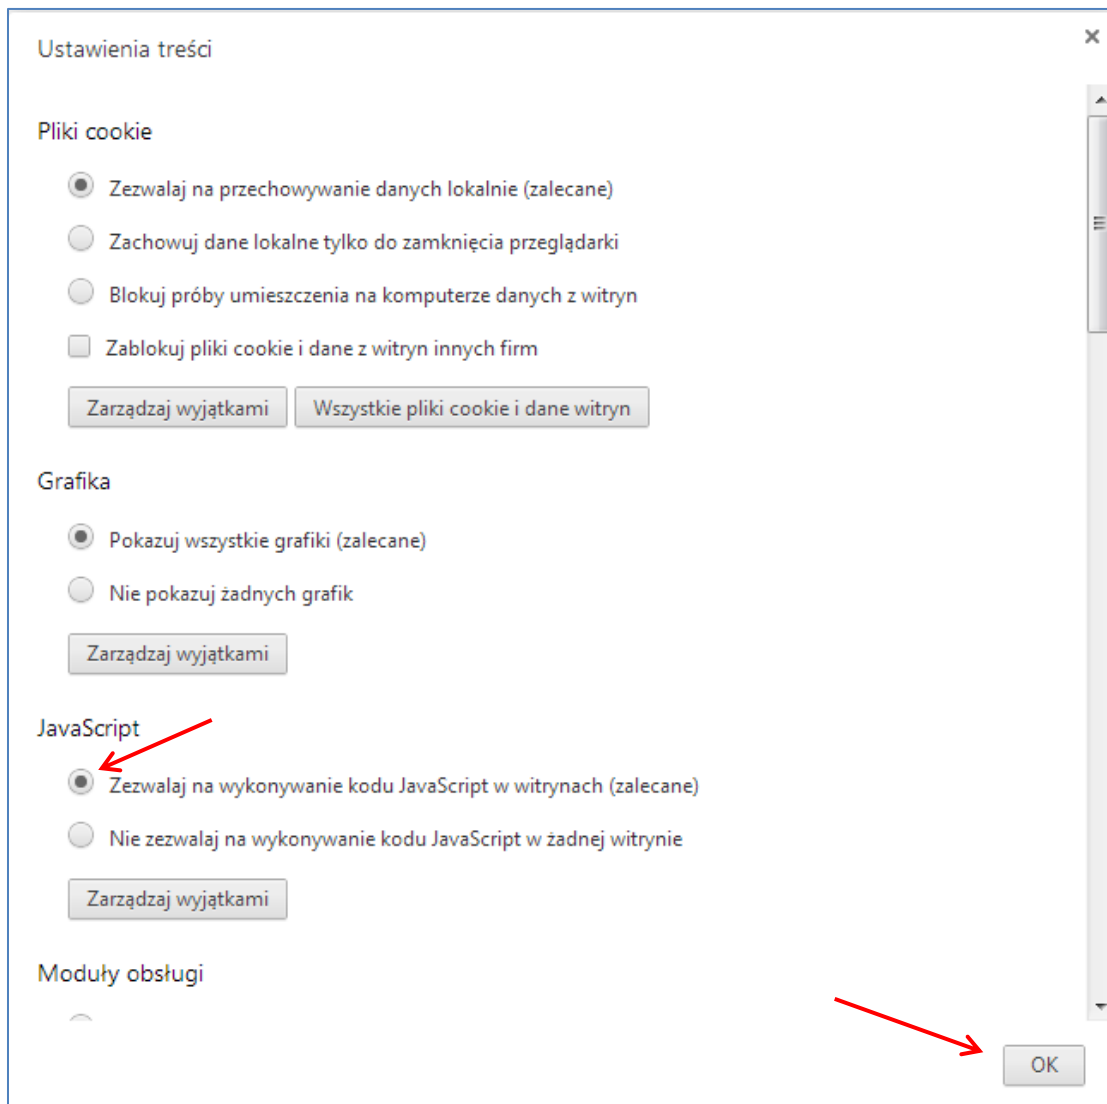 Ustawienia treści
Pliki cookie
Zezwalaj na przechowywanie danych lokalnie (zalecane)
Zachowuj dane lokalne tylko do zamknięcia przeglądarki
Blokuj próby umieszczenia na komputerze danych z witryn
Zablokuj pliki cookie i dane z witryn innych firm
Zarządzaj wyjątkami Wszystkie pliki cookie i dane witryn
Grafika
Pokazuj wszystkie grafiki (zalecane)
Nie pokazuj żadnych grafik
Zarządzaj wyjątkami
JavaScript
Zezwalaj na wykonywanie kodu JavaScript w witrynach (zalecane)
Nie zezwalaj na wykonywanie kodu JavaScript w żadnej witrynie
Zarządzaj wyjątkami
Moduły obsługi
OK